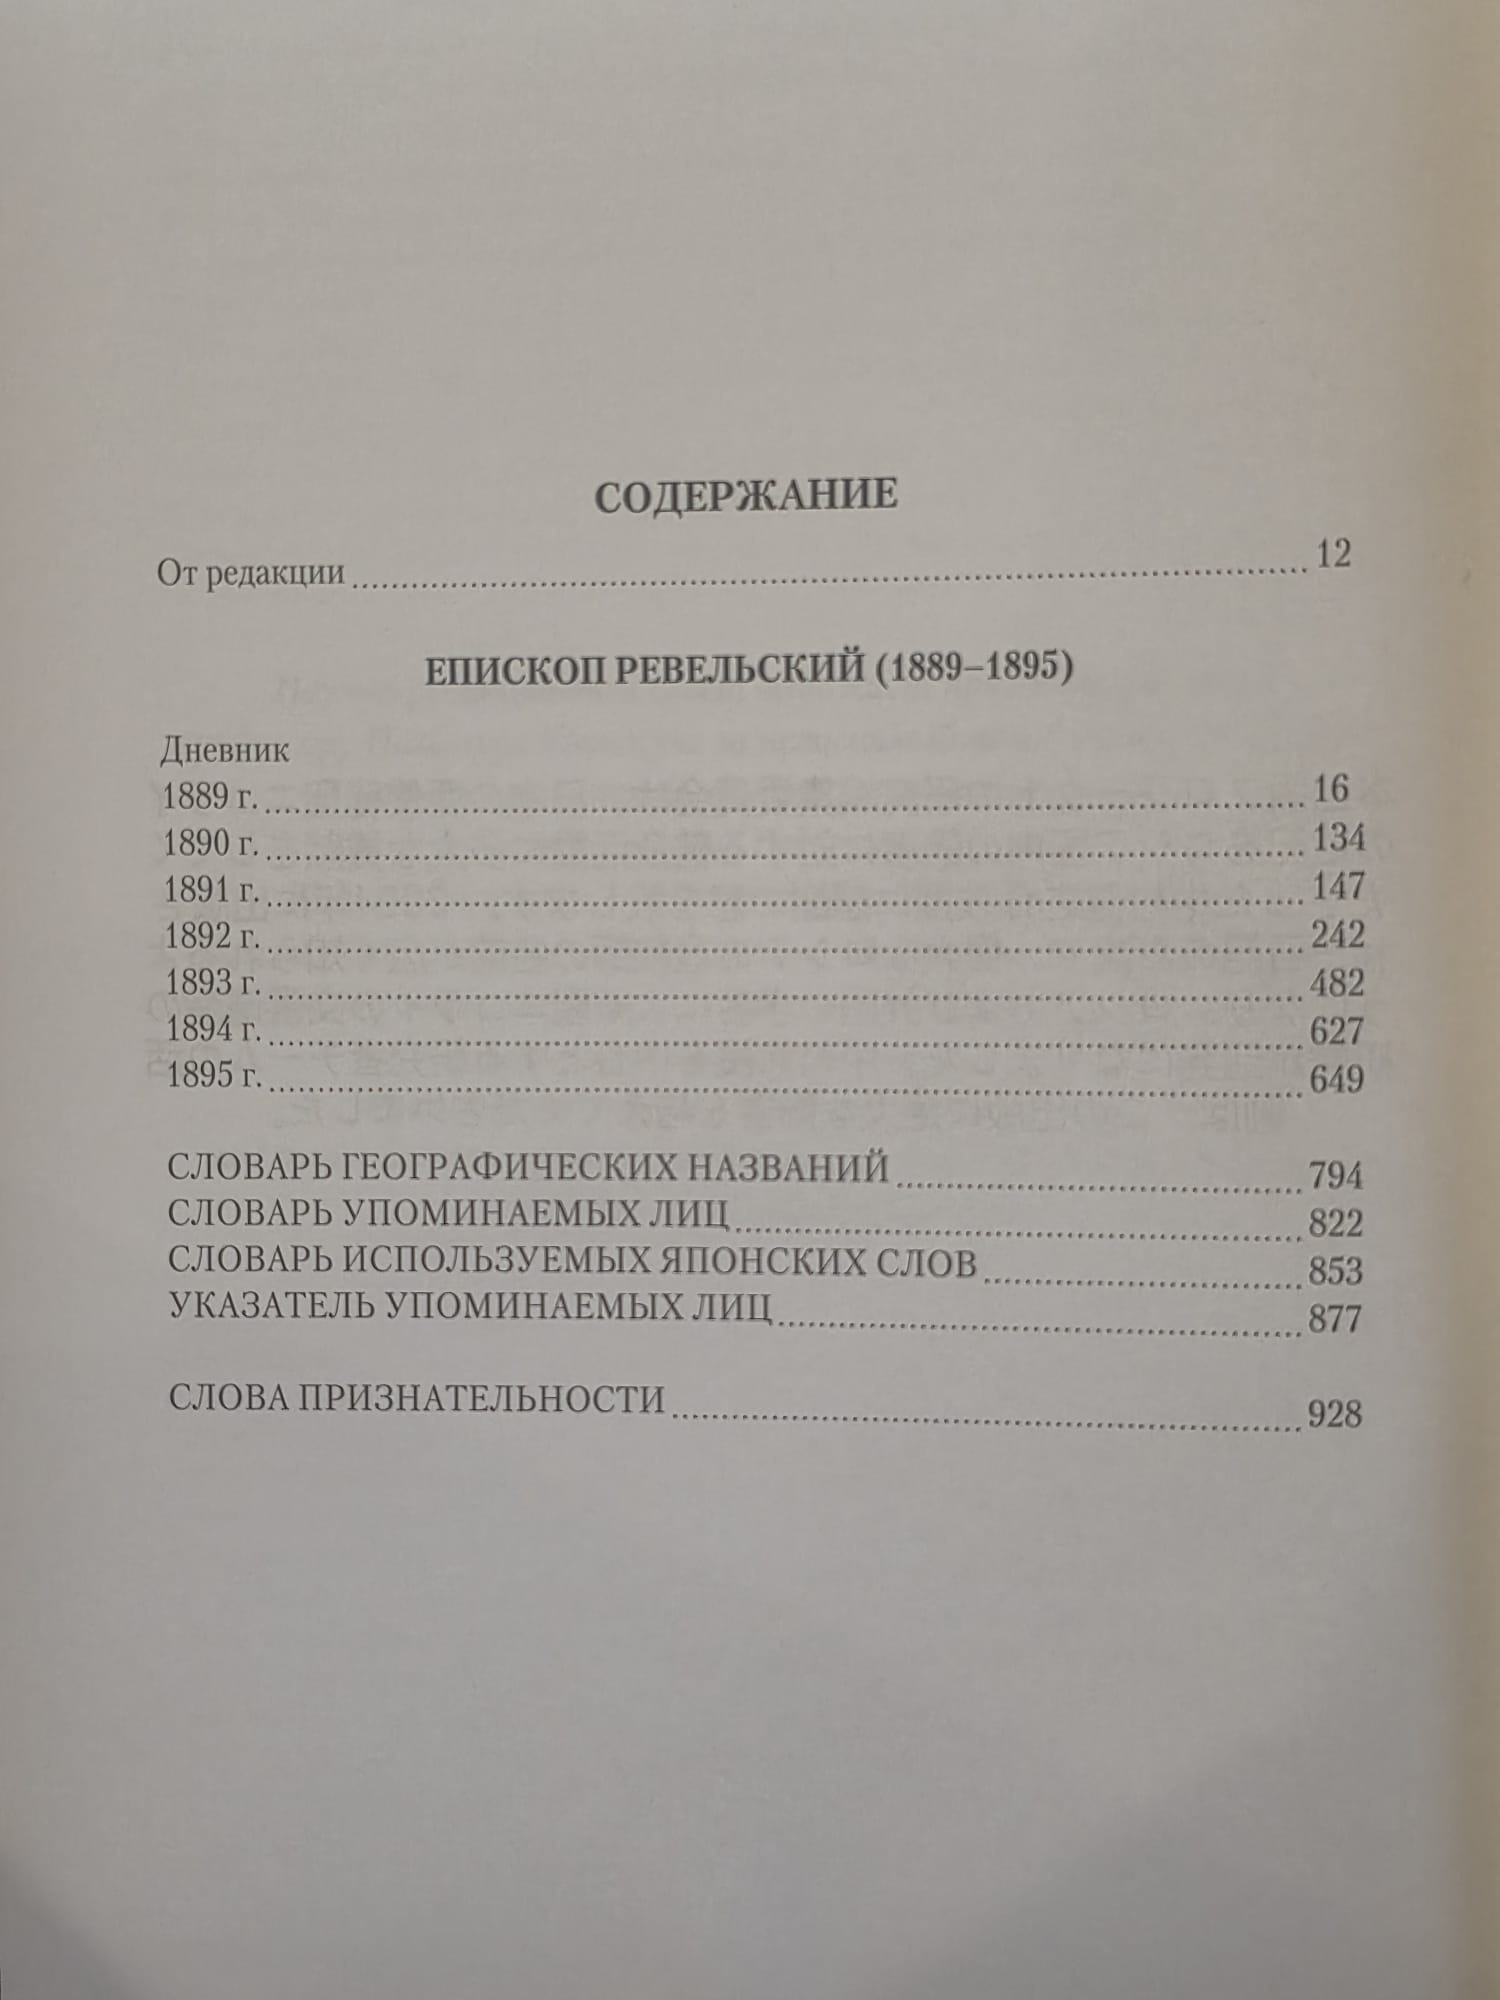 СОДЕРЖАНИЕ
От редакции 12
ЕПИСКОП РЕВЕЛЬСКИЙ (1889–1895)
Дневник
1889 г. 16
1890 г. 134
1891 г. 147
1892 г. 242
1893 г. 482
1894 г. 627
1895 г. 649
СЛОВАРЬ ГЕОГРАФИЧЕСКИХ НАЗВАНИЙ 794
СЛОВАРЬ УПОМИНАЕМЫХ ЛИЦ 822
СЛОВАРЬ ИСПОЛЬЗУЕМЫХ ЯПОНСКИХ СЛОВ 853
УКАЗАТЕЛЬ УПОМИНАЕМЫХ ЛИЦ 877
СЛОВА ПРИЗНАТЕЛЬНОСТИ 928